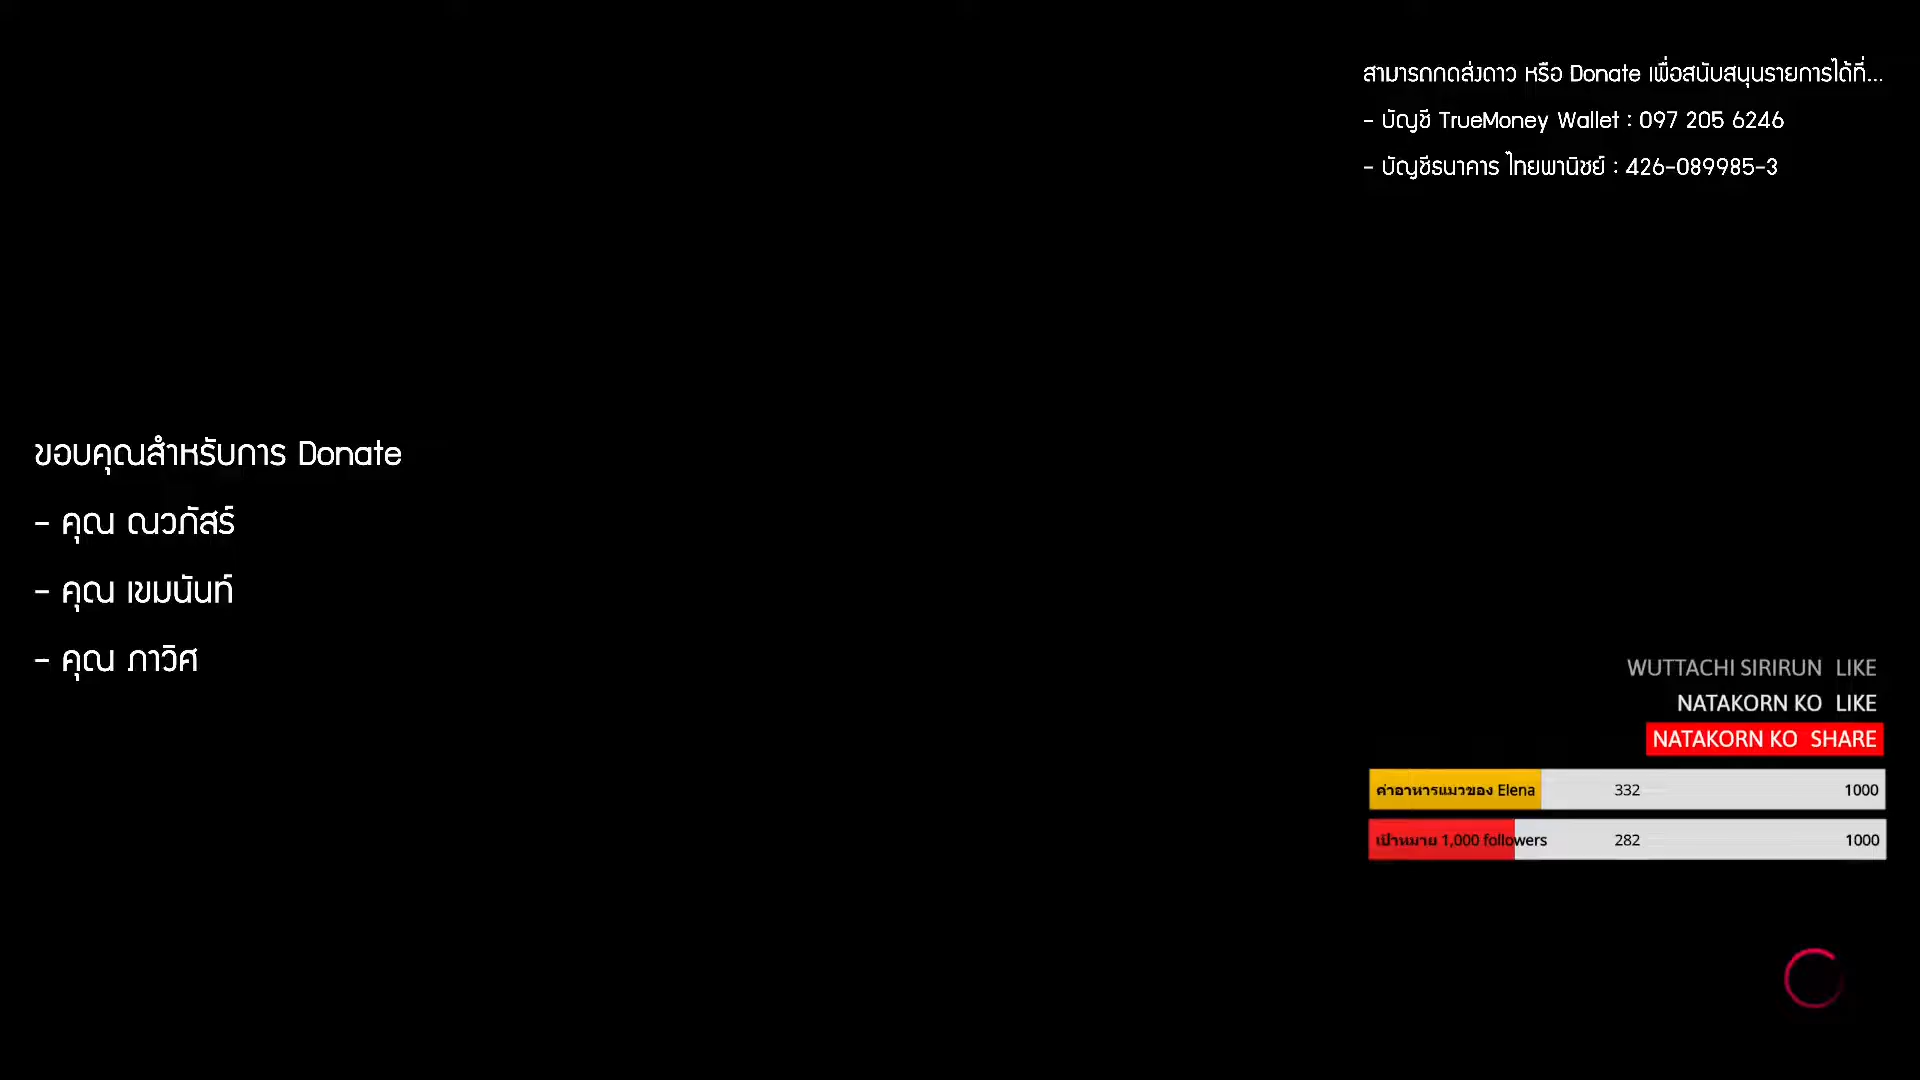 สามารถกดส่งดาว หรือ Donate เพื่อสนับสนุนรายการได้ที่...
- บัญชี TrueMoney Wallet : 097 205 6246
- บัญชีธนาคาร ไทยพานิชย์ : 426-089985-3
ขอบคุณสำหรับการ Donate
- คุณ ณวภัสร์
- คุณ เขมนันท์
- คุณ ภาวิศ
WUTTACHI SIRIRUN LIKE
NATAKORN KO LIKE
NATAKORN KO SHARE
ค่าอาหารแมวของ Elena 332 1000
เป้าหมาย 1,000 followers 282 1000